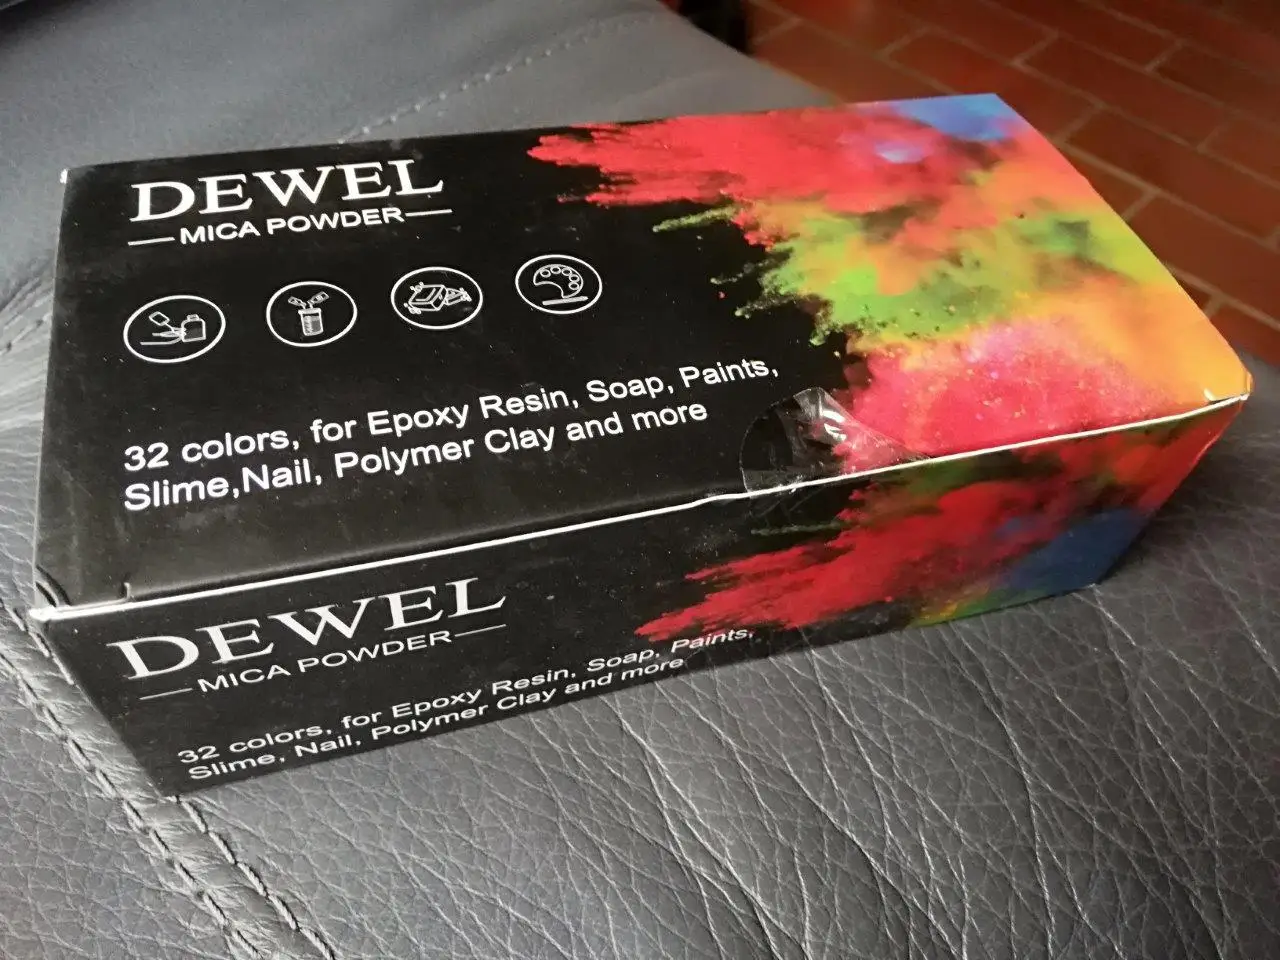 DEWEL
MICA POWDER
32 colors, for Epoxy Resin, Soap, Paints,
Slime,Nail, Polymer Clay and more
DEWEL
MICA POWDER
32 colors, for Epoxy Resin, Soap, Paints,
Slime, Nail, Polymer Clay and more